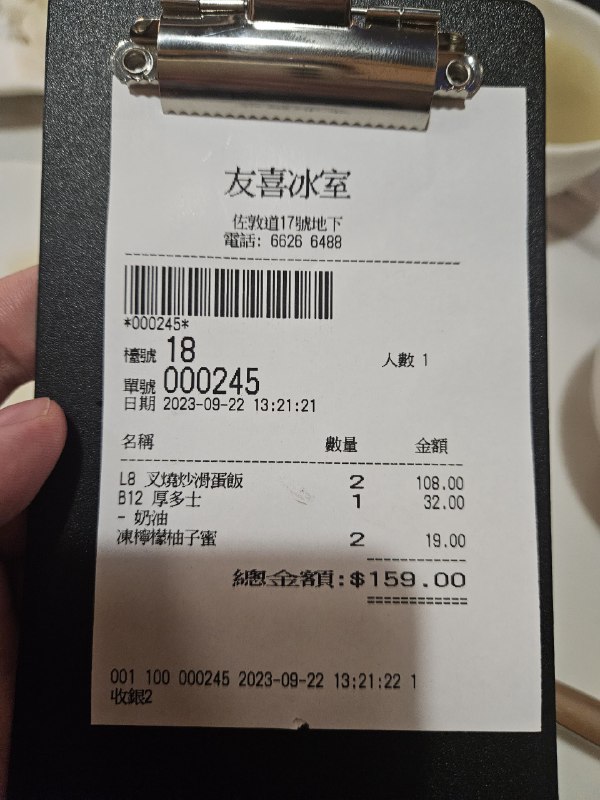 友喜冰室
佐敦道17號地下
電話: 6626 6488
*000245*
檯號 18 人數 1
單號 000245
日期 2023-09-22 13:21:21
名稱 數量 金額
L8 叉燒炒滑蛋飯 2 108.00
B12 厚多士 1 32.00
- 奶油
凍檸檬柚子蜜 2 19.00
總金額:$159.00
001 100 000245 2023-09-22 13:21:22 1
收銀2